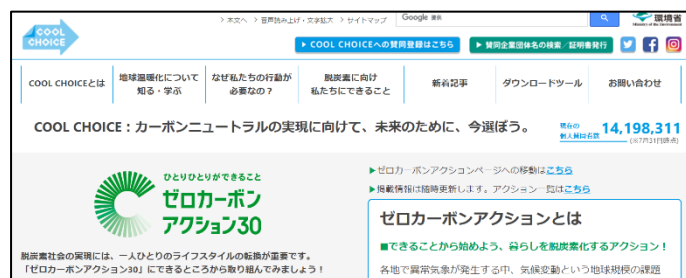 > 本文へ > 音声読み上げ・文字拡大 > サイトマップ
Google
環境省
Ministry of the Environment
COOL CHOICE
▶ COOL CHOICEへの賛同登録はこちら
▶ 賛同企業団体名の検索/証明書発行
COOL CHOICEとは
地球温暖化について
知る・学ぶ
なぜ私たちの行動が
必要なの?
脱炭素に向け
私たちにできること
新着記事
ダウンロードツール
お問い合わせ
COOL CHOICE:カーボンニュートラルの実現に向けて、未来のために、今選ぼう。
現在の
個人賛同者数
14,198,311
(※7月31日時点)
ひとりひとりができること
ゼロカーボン
アクション30
脱炭素社会の実現には、一人ひとりのライフ
スタイルの転換が重要です。
「ゼロカーボンアクション30」にできるところから取り組んでみましょう!
▶ゼロカーボンアクションページへの移動はこちら
▶掲載情報は随時更新します。アクション一覧はこちら
ゼロカーボンアクションとは
■できることから始めよう、暮らしを脱炭素化するアクション!
各地で異常気象が発生する中、気候変動という地球規模の課題